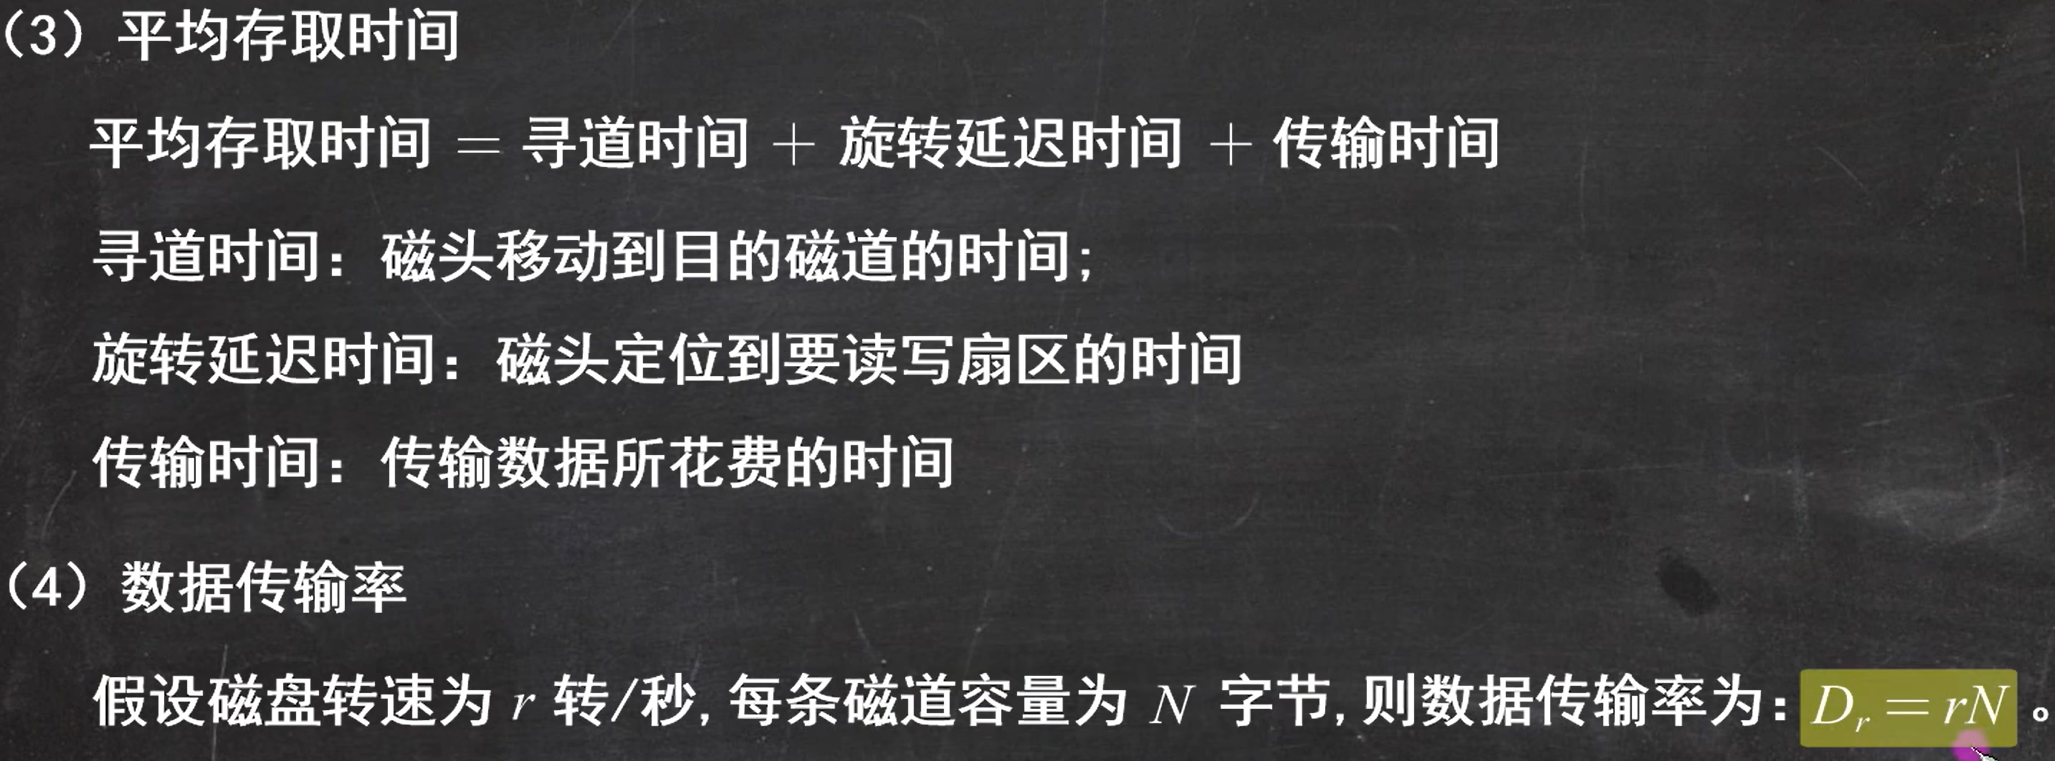 （3）平均存取时间
平均存取时间 = 寻道时间 + 旋转延迟时间 + 传输时间
寻道时间：磁头移动到目的磁道的时间；
旋转延迟时间：磁头定位到要读写扇区的时间
传输时间：传输数据所花费的时间
（4）数据传输率
假设磁盘转速为 r 转/秒, 每条磁道容量为 N 字节, 则数据传输率为：Dᵣ = rN 。